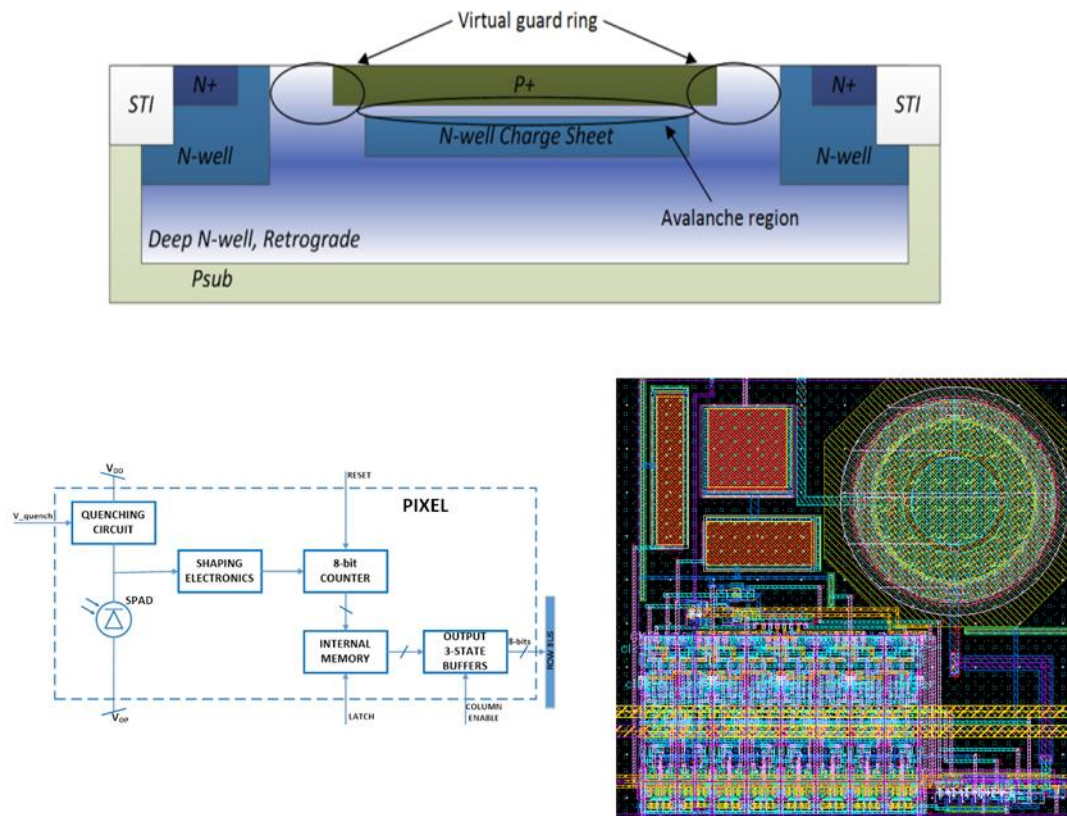 Virtual guard ring
N+
P+
N+
STI
STI
N-well Charge Sheet
N-well
N-well
Avalanche region
Deep N-well, Retrograde
Psub
VDD
RESET
PIXEL
V_quench
QUENCHING
CIRCUIT
SHAPING
ELECTRONICS
8-bit
COUNTER
SPAD
INTERNAL
MEMORY
OUTPUT
3-STATE
BUFFERS
8-bits
ROW BUS
VOP
LATCH
COLUMN
ENABLE